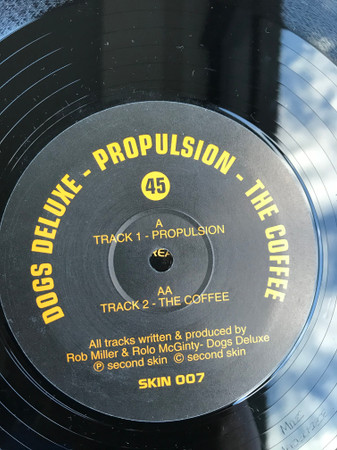 DOGS DELUXE - PROPULSION - THE COFFEE
45
A
TRACK 1 - PROPULSION
AA
TRACK 2 - THE COFFEE
All tracks written & produced by
Rob Miller & Rolo McGinty- Dogs Deluxe
Ⓟ second skin © second skin
SKIN 007